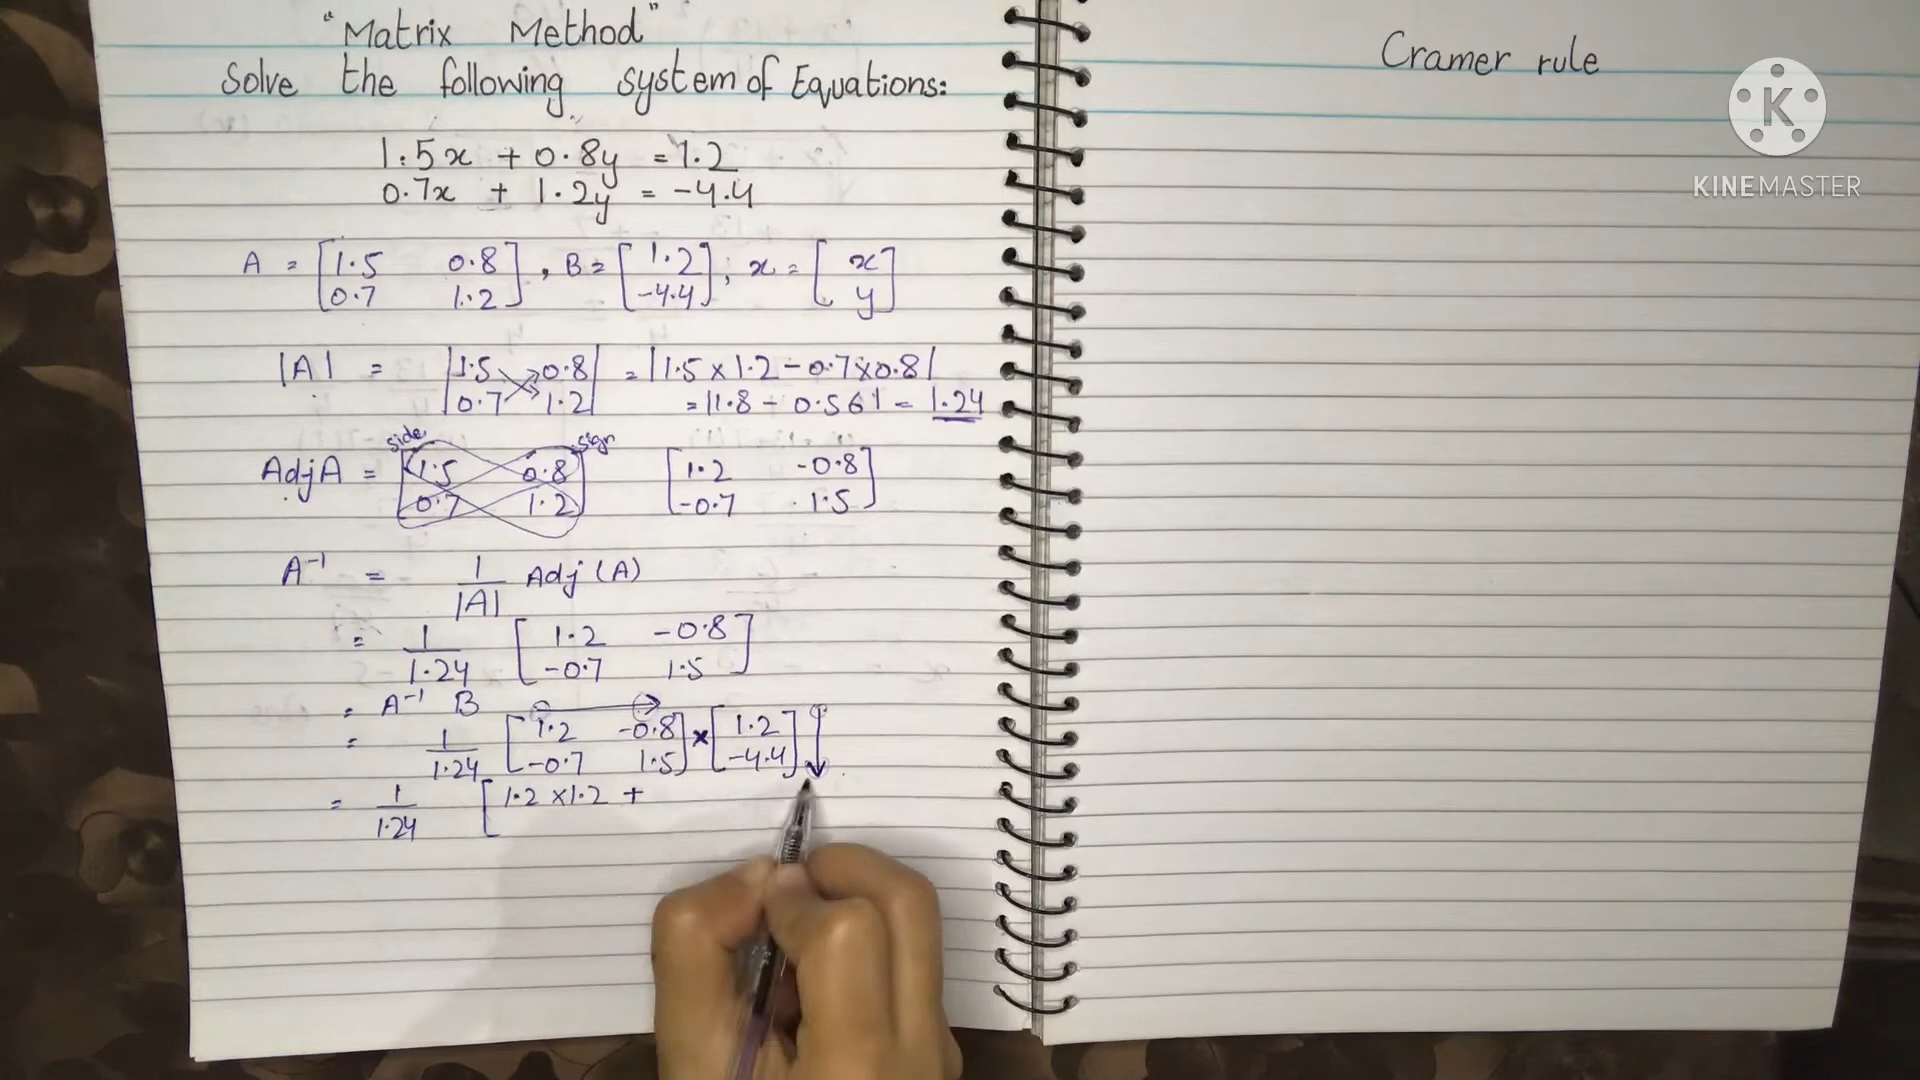 "Matrix Method"
Solve the following system of Equations:
1.5x + 0.8y = 1.2
0.7x + 1.2y = -4.4
A = [1.5 0.8] , B = [1.2] , x = [x]
[0.7 1.2] [-4.4] [y]
|A| = |1.5 0.8| = |1.5 × 1.2 - 0.7 × 0.8|
|0.7 1.2| = |1.8 - 0.56| = 1.24
side sign
AdjA = [1.5 0.8] [1.2 -0.8]
[0.7 1.2] [-0.7 1.5]
A⁻¹ = 1 Adj (A)
|A|
= 1 [1.2 -0.8]
1.24 [-0.7 1.5]
= A⁻¹ B
= 1 [1.2 -0.8] × [1.2]
1.24 [-0.7 1.5] [-4.4]
= 1 [1.2 × 1.2 +
1.24
Cramer rule
K
KINEMASTER